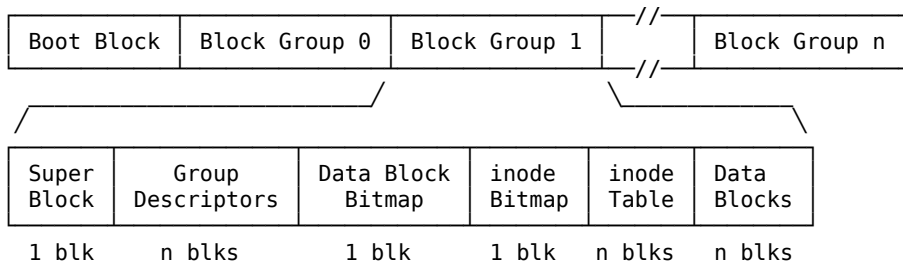 Boot Block Block Group 0 Block Group 1 // Block Group n
//
Super Group Data Block inode inode Data
Block Descriptors Bitmap Bitmap Table Blocks
1 blk n blks 1 blk 1 blk n blks n blks